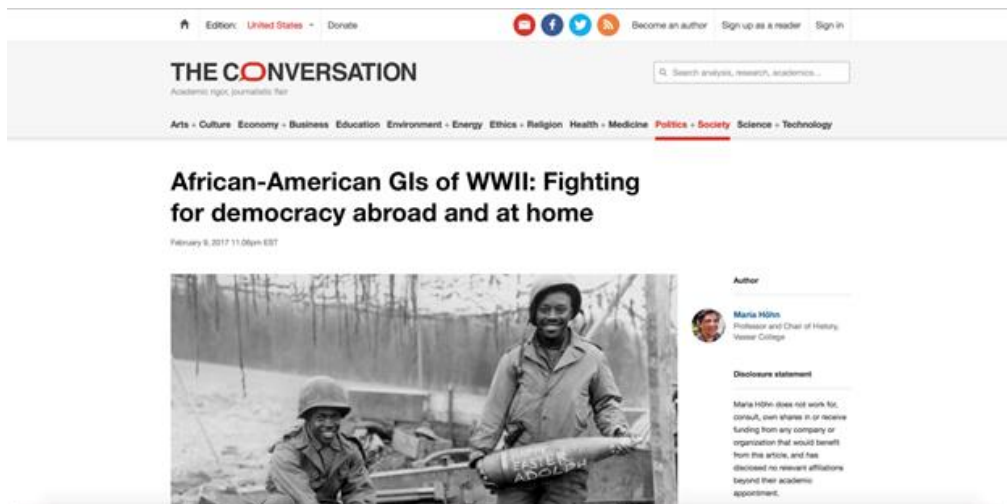 Edition: United States Donate Become an author Sign up as a reader Sign in
THE CONVERSATION
Search analysis, research, academics...
Academic rigor, journalistic flair
Arts + Culture Economy + Business Education Environment + Energy Ethics + Religion Health + Medicine Politics + Society Science + Technology
African-American GIs of WWII: Fighting
for democracy abroad and at home
February 9, 2017 11.06pm EST
Author
Maria Höhn
Professor and Chair of History,
Vassar College
Disclosure statement
Maria Höhn does not work for,
consult, own shares in or receive
funding from any company or
organization that would benefit
from this article, and has
disclosed no relevant affiliations
beyond their academic
appointment.
EASTER
ADOLPH